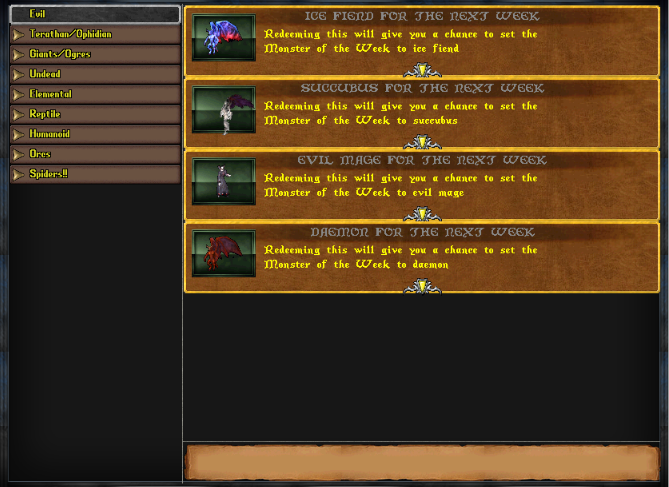 Evil
Terathan/Ophidian
Giants/Ogres
Undead
Elemental
Reptile
Humanoid
Orcs
Spiders!!
ICE FIEND FOR THE NEXT WEEK
Redeeming this will give you a chance to set the
Monster of the Week to ice fiend
SUCCUBUS FOR THE NEXT WEEK
Redeeming this will give you a chance to set the
Monster of the Week to succubus
EVIL MAGE FOR THE NEXT WEEK
Redeeming this will give you a chance to set the
Monster of the Week to evil mage
DAEMON FOR THE NEXT WEEK
Redeeming this will give you a chance to set the
Monster of the Week to daemon